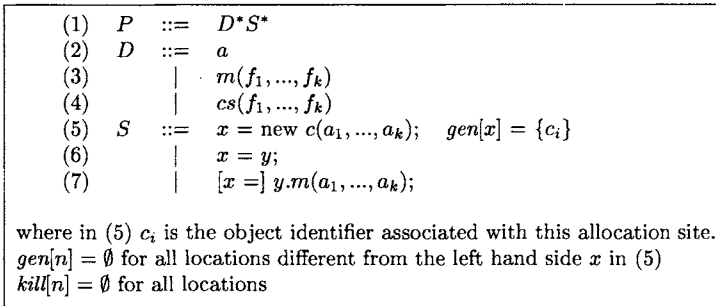 (1) P ::= D*S*
(2) D ::= a
(3) | m(f₁, ..., fₖ)
(4) | cs(f₁, ..., fₖ)
(5) S ::= x = new c(a₁, ..., aₖ); gen[x] = {cᵢ}
(6) | x = y;
(7) | [x =] y.m(a₁, ..., aₖ);
where in (5) cᵢ is the object identifier associated with this allocation site.
gen[n] = ∅ for all locations different from the left hand side x in (5)
kill[n] = ∅ for all locations